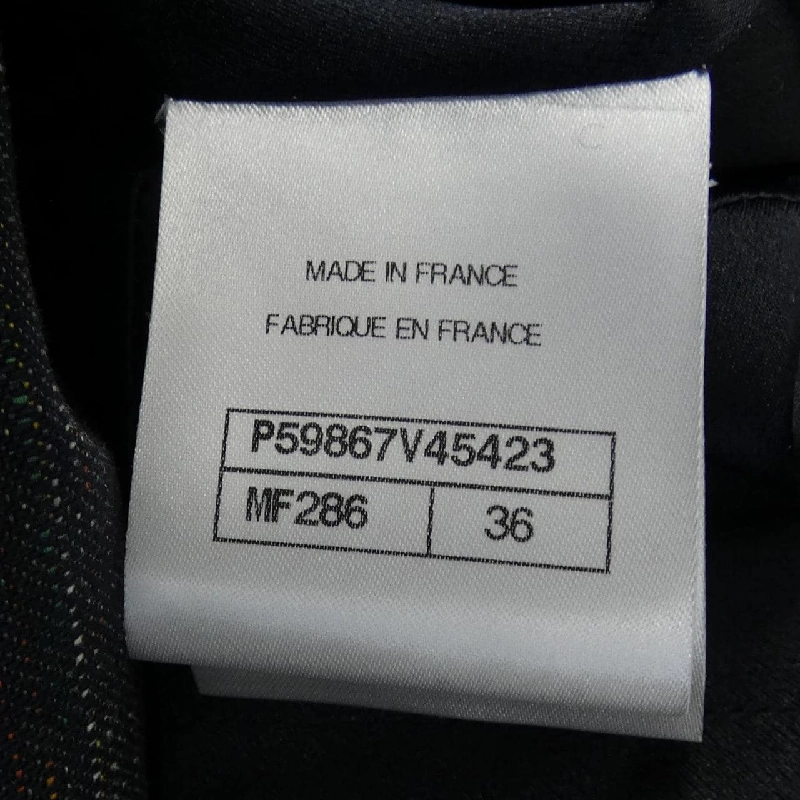 MADE IN FRANCE
FABRIQUE EN FRANCE
P59867V45423
MF286 36